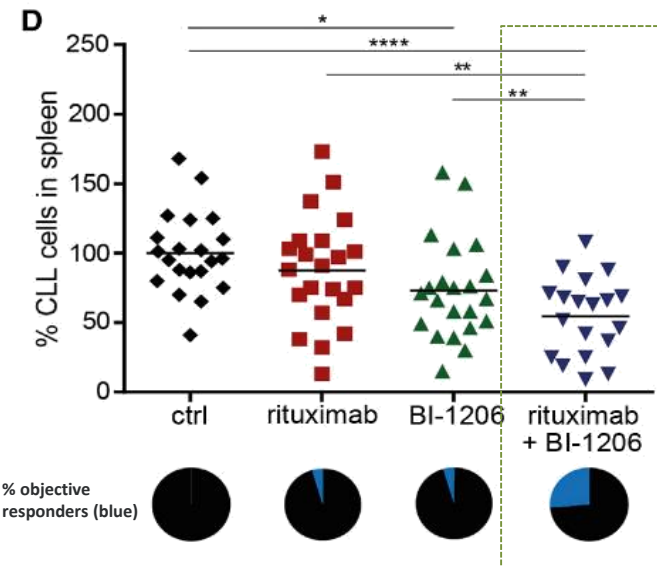 D
*
****
**
**
250
200
150
100
50
0
% CLL cells in spleen
ctrl
rituximab
BI-1206
rituximab
+ BI-1206
% objective
responders (blue)